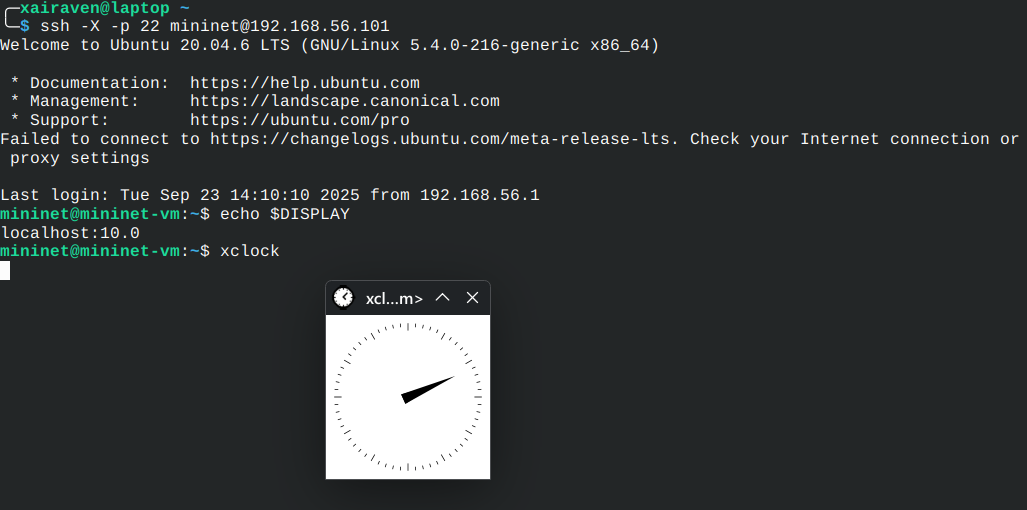 xairaven@laptop ~
$ ssh -X -p 22 mininet@192.168.56.101
Welcome to Ubuntu 20.04.6 LTS (GNU/Linux 5.4.0-216-generic x86_64)
* Documentation:  https://help.ubuntu.com
* Management:     https://landscape.canonical.com
* Support:        https://ubuntu.com/pro
Failed to connect to https://changelogs.ubuntu.com/meta-release-lts. Check your Internet connection or
proxy settings
Last login: Tue Sep 23 14:10:10 2025 from 192.168.56.1
mininet@mininet-vm:~$ echo $DISPLAY
localhost:10.0
mininet@mininet-vm:~$ xclock
xcl...m>